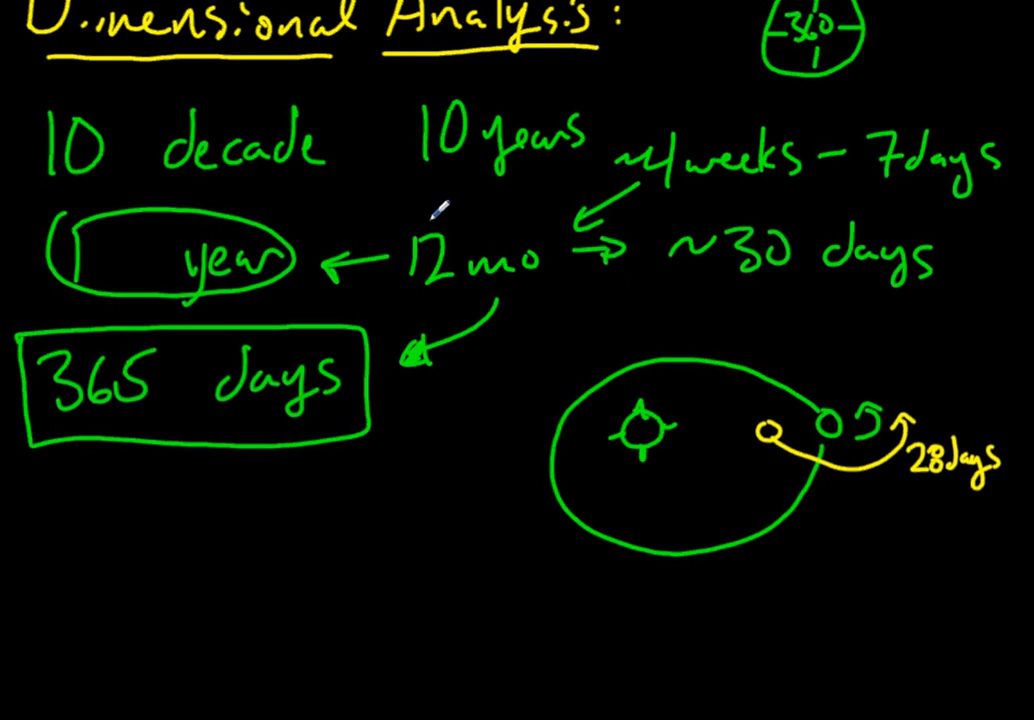 Dimensional Analysis:
360
10 decade 10 years ~4 weeks - 7 days
1 year ← 12 mo → ~30 days
365 days
28 days